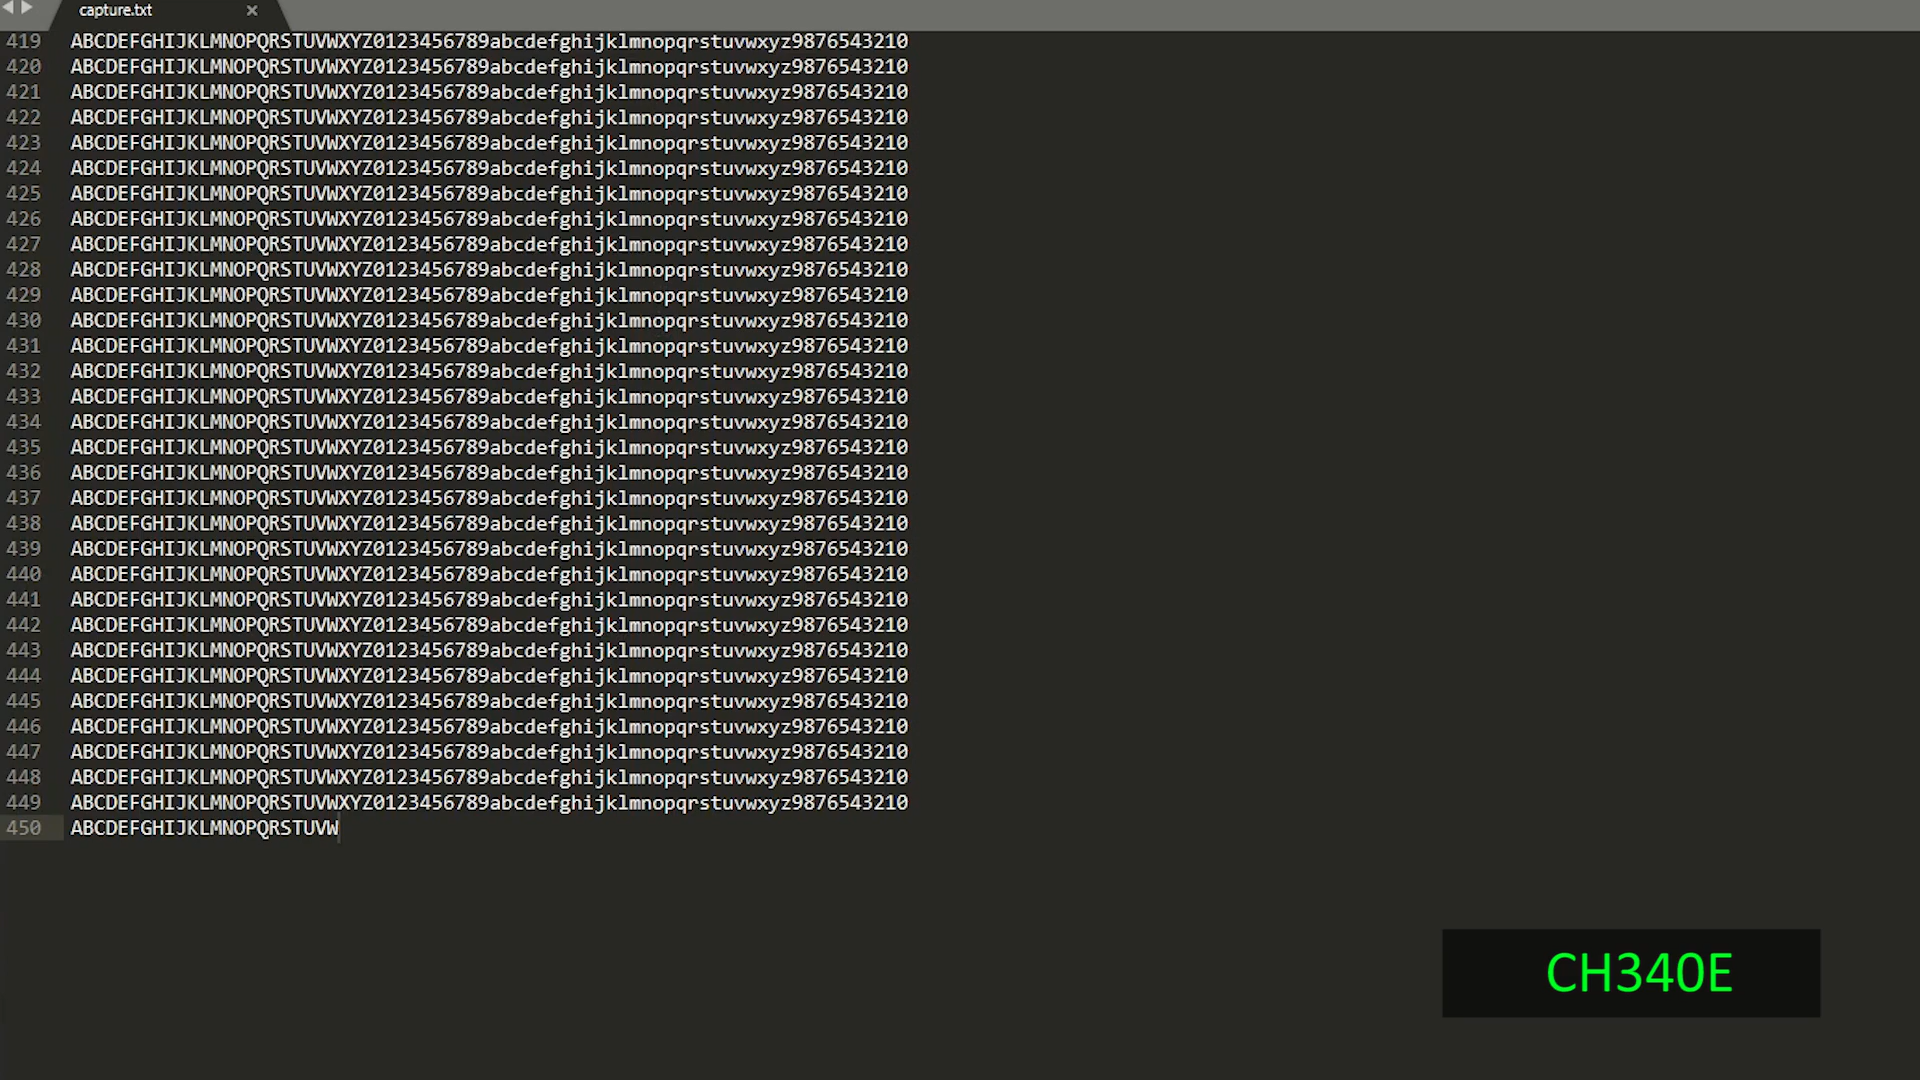 capture.txt
419 ABCDEFGHIJKLMNOPQRSTUVWXYZ0123456789abcdefghijklmnopqrstuvwxyz9876543210
420 ABCDEFGHIJKLMNOPQRSTUVWXYZ0123456789abcdefghijklmnopqrstuvwxyz9876543210
421 ABCDEFGHIJKLMNOPQRSTUVWXYZ0123456789abcdefghijklmnopqrstuvwxyz9876543210
422 ABCDEFGHIJKLMNOPQRSTUVWXYZ0123456789abcdefghijklmnopqrstuvwxyz9876543210
423 ABCDEFGHIJKLMNOPQRSTUVWXYZ0123456789abcdefghijklmnopqrstuvwxyz9876543210
424 ABCDEFGHIJKLMNOPQRSTUVWXYZ0123456789abcdefghijklmnopqrstuvwxyz9876543210
425 ABCDEFGHIJKLMNOPQRSTUVWXYZ0123456789abcdefghijklmnopqrstuvwxyz9876543210
426 ABCDEFGHIJKLMNOPQRSTUVWXYZ0123456789abcdefghijklmnopqrstuvwxyz9876543210
427 ABCDEFGHIJKLMNOPQRSTUVWXYZ0123456789abcdefghijklmnopqrstuvwxyz9876543210
428 ABCDEFGHIJKLMNOPQRSTUVWXYZ0123456789abcdefghijklmnopqrstuvwxyz9876543210
429 ABCDEFGHIJKLMNOPQRSTUVWXYZ0123456789abcdefghijklmnopqrstuvwxyz9876543210
430 ABCDEFGHIJKLMNOPQRSTUVWXYZ0123456789abcdefghijklmnopqrstuvwxyz9876543210
431 ABCDEFGHIJKLMNOPQRSTUVWXYZ0123456789abcdefghijklmnopqrstuvwxyz9876543210
432 ABCDEFGHIJKLMNOPQRSTUVWXYZ0123456789abcdefghijklmnopqrstuvwxyz9876543210
433 ABCDEFGHIJKLMNOPQRSTUVWXYZ0123456789abcdefghijklmnopqrstuvwxyz9876543210
434 ABCDEFGHIJKLMNOPQRSTUVWXYZ0123456789abcdefghijklmnopqrstuvwxyz9876543210
435 ABCDEFGHIJKLMNOPQRSTUVWXYZ0123456789abcdefghijklmnopqrstuvwxyz9876543210
436 ABCDEFGHIJKLMNOPQRSTUVWXYZ0123456789abcdefghijklmnopqrstuvwxyz9876543210
437 ABCDEFGHIJKLMNOPQRSTUVWXYZ0123456789abcdefghijklmnopqrstuvwxyz9876543210
438 ABCDEFGHIJKLMNOPQRSTUVWXYZ0123456789abcdefghijklmnopqrstuvwxyz9876543210
439 ABCDEFGHIJKLMNOPQRSTUVWXYZ0123456789abcdefghijklmnopqrstuvwxyz9876543210
440 ABCDEFGHIJKLMNOPQRSTUVWXYZ0123456789abcdefghijklmnopqrstuvwxyz9876543210
441 ABCDEFGHIJKLMNOPQRSTUVWXYZ0123456789abcdefghijklmnopqrstuvwxyz9876543210
442 ABCDEFGHIJKLMNOPQRSTUVWXYZ0123456789abcdefghijklmnopqrstuvwxyz9876543210
443 ABCDEFGHIJKLMNOPQRSTUVWXYZ0123456789abcdefghijklmnopqrstuvwxyz9876543210
444 ABCDEFGHIJKLMNOPQRSTUVWXYZ0123456789abcdefghijklmnopqrstuvwxyz9876543210
445 ABCDEFGHIJKLMNOPQRSTUVWXYZ0123456789abcdefghijklmnopqrstuvwxyz9876543210
446 ABCDEFGHIJKLMNOPQRSTUVWXYZ0123456789abcdefghijklmnopqrstuvwxyz9876543210
447 ABCDEFGHIJKLMNOPQRSTUVWXYZ0123456789abcdefghijklmnopqrstuvwxyz9876543210
448 ABCDEFGHIJKLMNOPQRSTUVWXYZ0123456789abcdefghijklmnopqrstuvwxyz9876543210
449 ABCDEFGHIJKLMNOPQRSTUVWXYZ0123456789abcdefghijklmnopqrstuvwxyz9876543210
450 ABCDEFGHIJKLMNOPQRSTUVW
CH340E